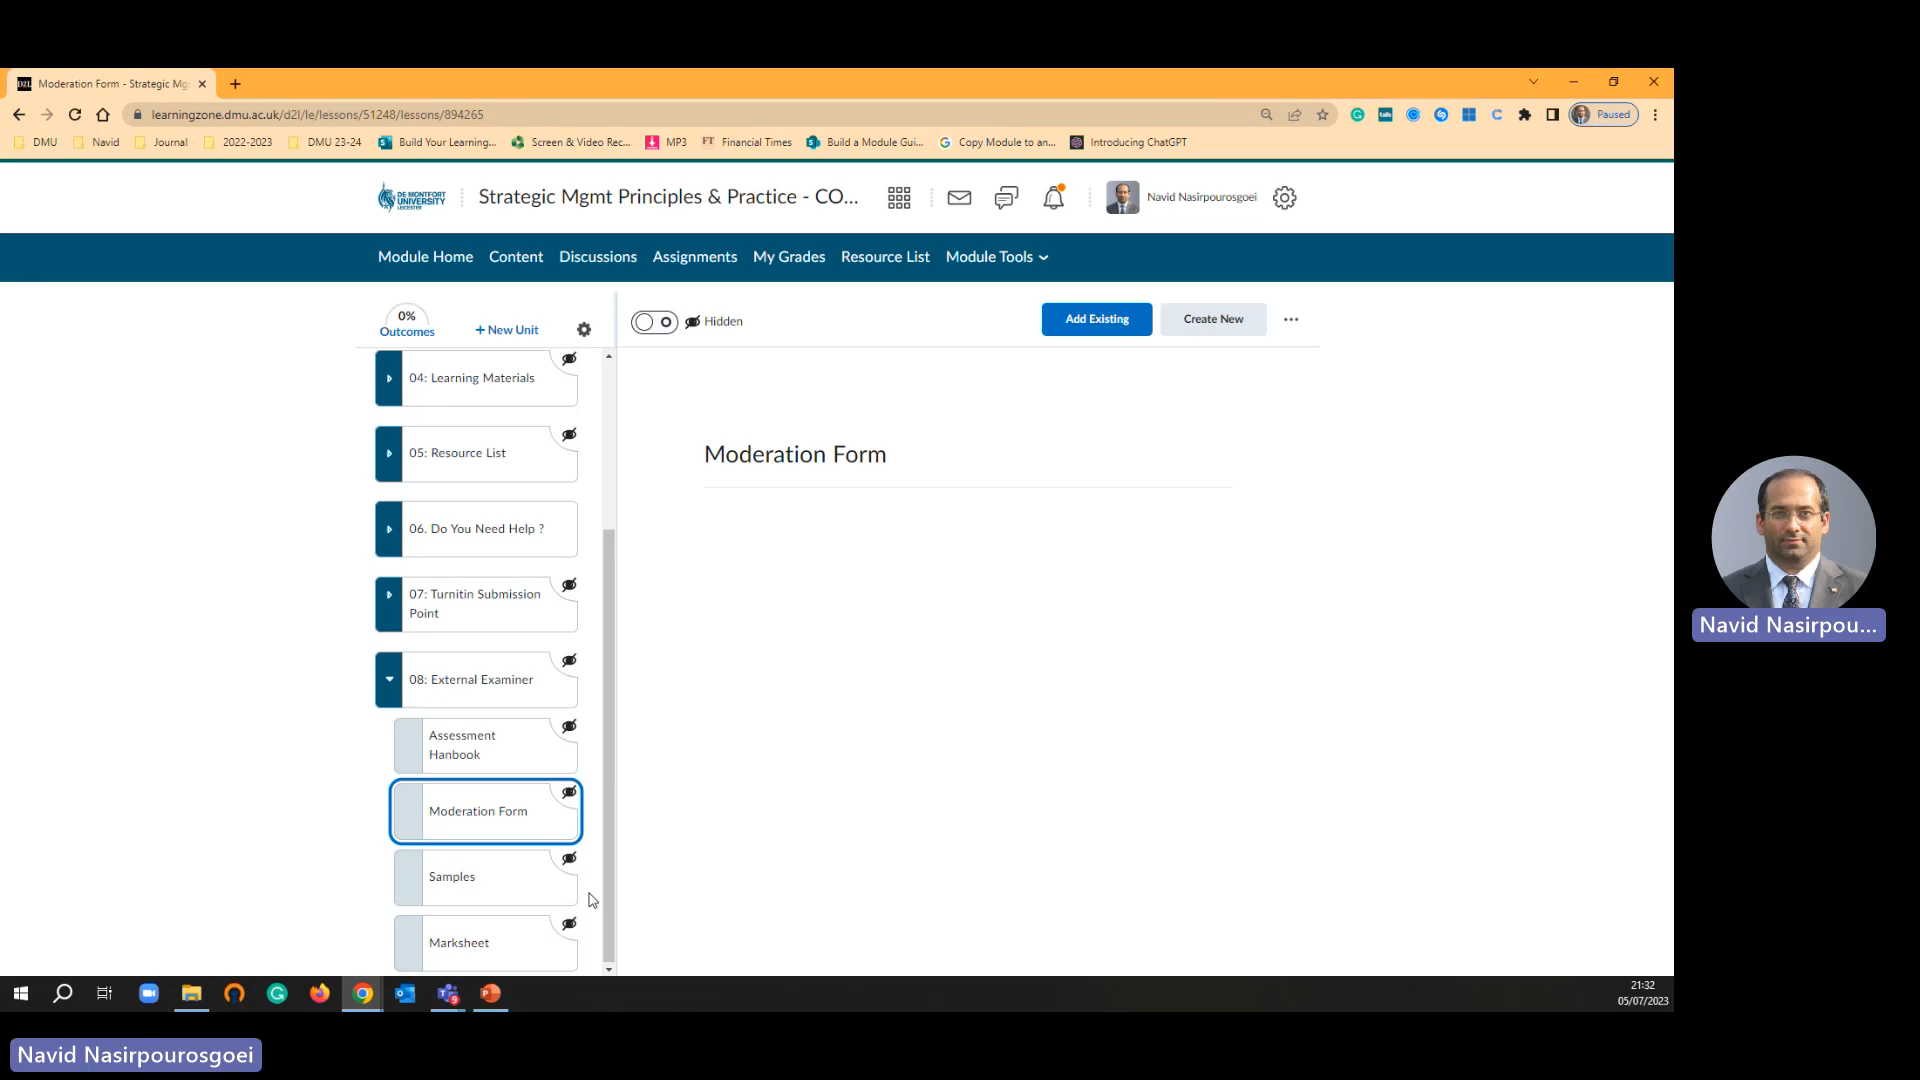 Moderation Form - Strategic Mg
learningzone.dmu.ac.uk/d2l/le/lessons/51248/lessons/894265
Paused
DMU
Navid
Journal
2022-2023
DMU 23-24
Build Your Learning...
Screen & Video Rec...
MP3
Financial Times
Build a Module Gui...
Copy Module to an...
Introducing ChatGPT
DE MONTFORT
UNIVERSITY
LEICESTER
Strategic Mgmt Principles & Practice - CO...
Navid Nasirpourosgoei
Module Home
Content
Discussions
Assignments
My Grades
Resource List
Module Tools
0%
Outcomes
+ New Unit
Hidden
Add Existing
Create New
04: Learning Materials
05: Resource List
06. Do You Need Help ?
07: Turnitin Submission
Point
08: External Examiner
Assessment
Hanbook
Moderation Form
Samples
Marksheet
Moderation Form
Navid Nasirpou...
21:32
05/07/2023
Navid Nasirpourosgoei